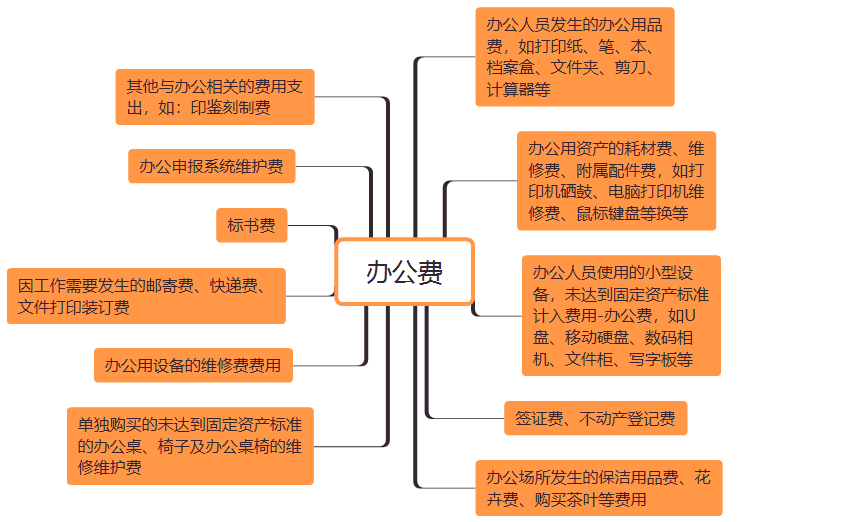 办公费
办公人员发生的办公用品
费，如打印纸、笔、本、
档案盒、文件夹、剪刀、
计算器等
办公用资产的耗材费、维
修费、附属配件费，如打
印机硒鼓、电脑打印机维
修费、鼠标键盘等换等
办公人员使用的小型设
备，未达到固定资产标准
计入费用-办公费，如U
盘、移动硬盘、数码相
机、文件柜、写字板等
签证费、不动产登记费
办公场所发生的保洁用品费、花
卉费、购买茶叶等费用
其他与办公相关的费用支
出，如：印鉴刻制费
办公申报系统维护费
标书费
因工作需要发生的邮寄费、快递费、
文件打印装订费
办公用设备的维修费费用
单独购买的未达到固定资产标准
的办公桌、椅子及办公桌椅的维
修维护费